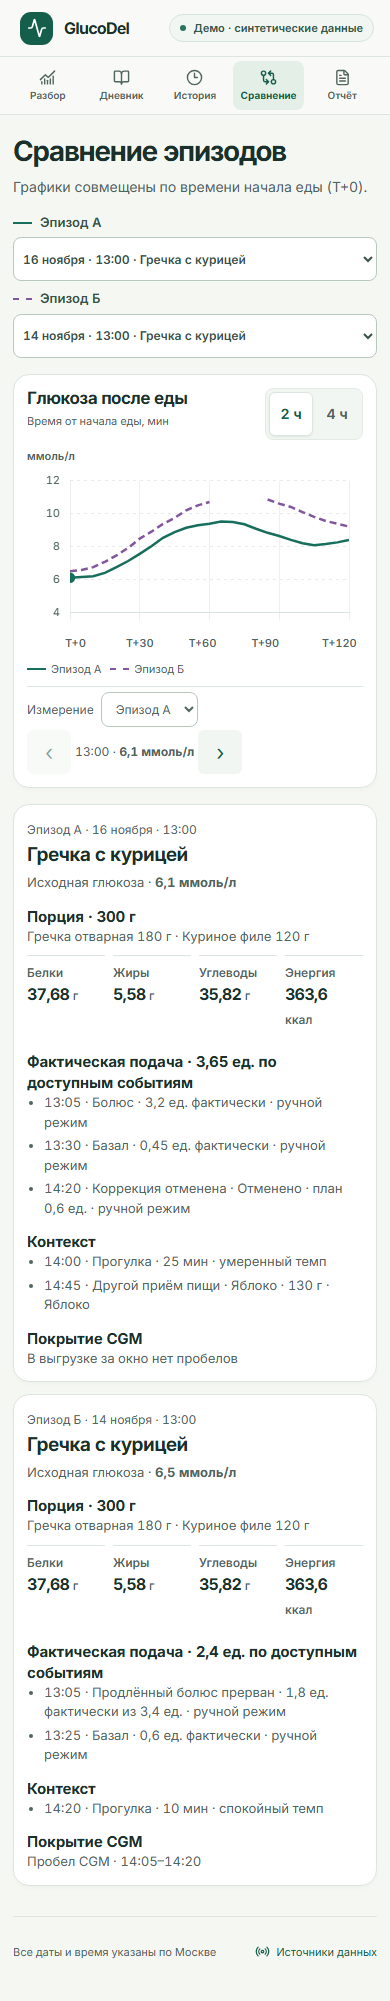 GlucoDel
Демо · синтетические данные
Разбор
Дневник
История
Сравнение
Отчёт
Сравнение эпизодов
Графики совмещены по времени начала еды (T+0).
Эпизод А
16 ноября · 13:00 · Гречка с курицей
Эпизод Б
14 ноября · 13:00 · Гречка с курицей
Глюкоза после еды
Время от начала еды, мин
2 ч
4 ч
ммоль/л
12
10
8
6
4
T+0
T+30
T+60
T+90
T+120
Эпизод А
Эпизод Б
Измерение
Эпизод А
13:00 · 6,1 ммоль/л
Эпизод А · 16 ноября · 13:00
Гречка с курицей
Исходная глюкоза · 6,1 ммоль/л
Порция · 300 г
Гречка отварная 180 г · Куриное филе 120 г
Белки
37,68 г
Жиры
5,58 г
Углеводы
35,82 г
Энергия
363,6
ккал
Фактическая подача · 3,65 ед. по
доступным событиям
• 13:05 · Болюс · 3,2 ед. фактически · ручной
режим
• 13:30 · Базал · 0,45 ед. фактически · ручной
режим
• 14:20 · Коррекция отменена · Отменено · план
0,6 ед. · ручной режим
Контекст
• 14:00 · Прогулка · 25 мин · умеренный темп
• 14:45 · Другой приём пищи · Яблоко · 130 г ·
Яблоко
Покрытие CGM
В выгрузке за окно нет пробелов
Эпизод Б · 14 ноября · 13:00
Гречка с курицей
Исходная глюкоза · 6,5 ммоль/л
Порция · 300 г
Гречка отварная 180 г · Куриное филе 120 г
Белки
37,68 г
Жиры
5,58 г
Углеводы
35,82 г
Энергия
363,6
ккал
Фактическая подача · 2,4 ед. по доступным
событиям
• 13:05 · Продлённый болюс прерван · 1,8 ед.
фактически из 3,4 ед. · ручной режим
• 13:25 · Базал · 0,6 ед. фактически · ручной
режим
Контекст
• 14:20 · Прогулка · 10 мин · спокойный темп
Покрытие CGM
Пробел CGM · 14:05–14:20
Все даты и время указаны по Москве
Источники данных